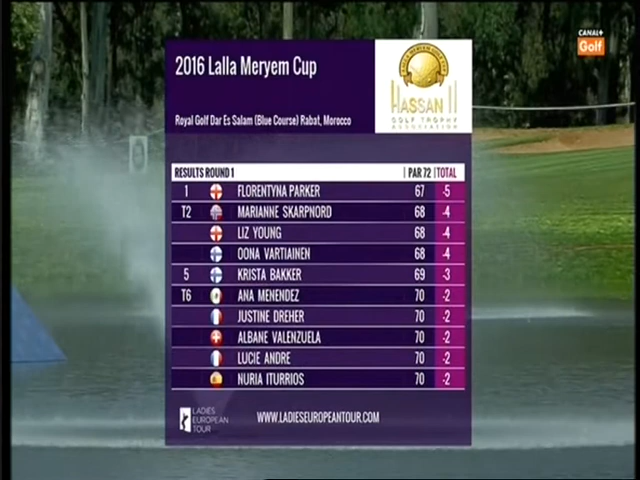 CANAL+
Golf
2016 Lalla Meryem Cup
HASSAN II
GOLF TROPHY
ASSOCIATION
Royal Golf Dar Es Salam (Blue Course) Rabat, Morocco
RESULTS ROUND 1 PAR 72 TOTAL
1 FLORENTYNA PARKER 67 -5
T2 MARIANNE SKARPNORD 68 -4
LIZ YOUNG 68 -4
OONA VARTIAINEN 68 -4
5 KRISTA BAKKER 69 -3
T6 ANA MENENDEZ 70 -2
JUSTINE DREHER 70 -2
ALBANE VALENZUELA 70 -2
LUCIE ANDRE 70 -2
NURIA ITURRIOS 70 -2
LADIES
EUROPEAN
TOUR
WWW.LADIESEUROPEANTOUR.COM